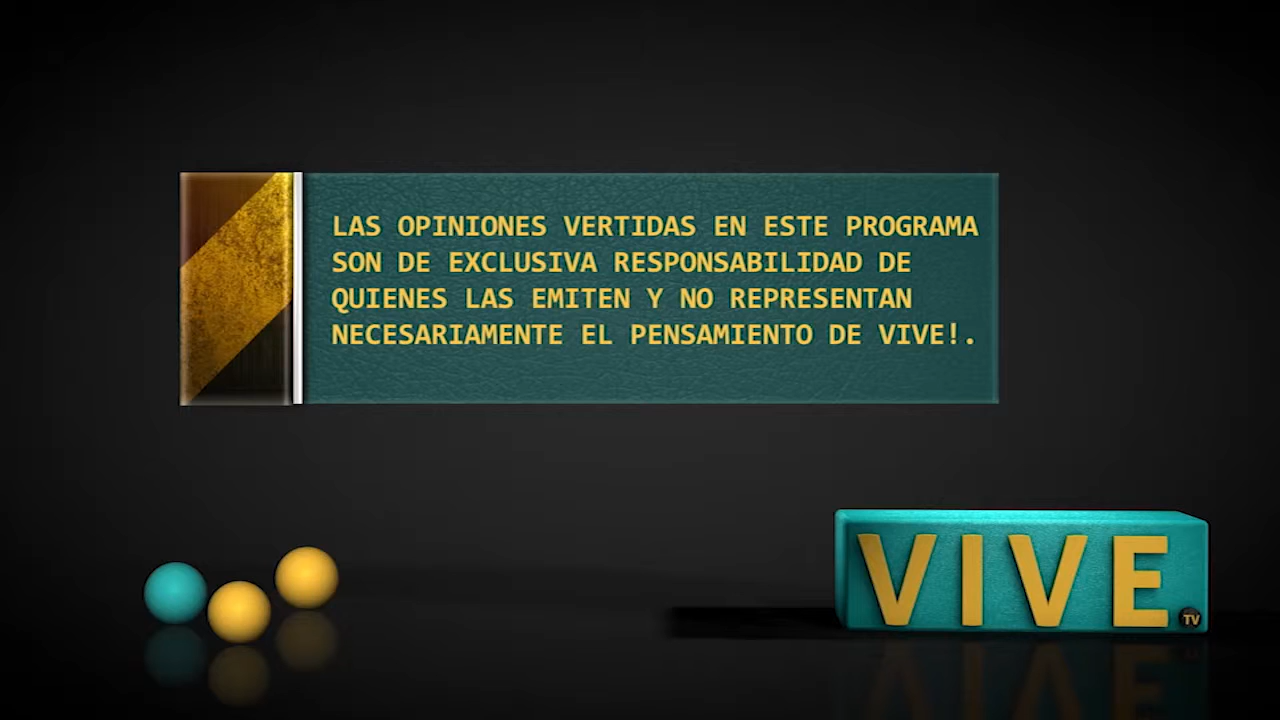 LAS OPINIONES VERTIDAS EN ESTE PROGRAMA
SON DE EXCLUSIVA RESPONSABILIDAD DE
QUIENES LAS EMITEN Y NO REPRESENTAN
NECESARIAMENTE EL PENSAMIENTO DE VIVE!.
VIVE
TV